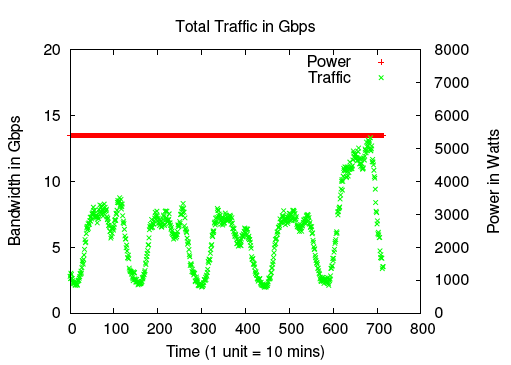 Total Traffic in Gbps
Power
Traffic
20
15
10
5
0
8000
7000
6000
5000
4000
3000
2000
1000
0
Bandwidth in Gbps
Power in Watts
0 100 200 300 400 500 600 700 800
Time (1 unit = 10 mins)